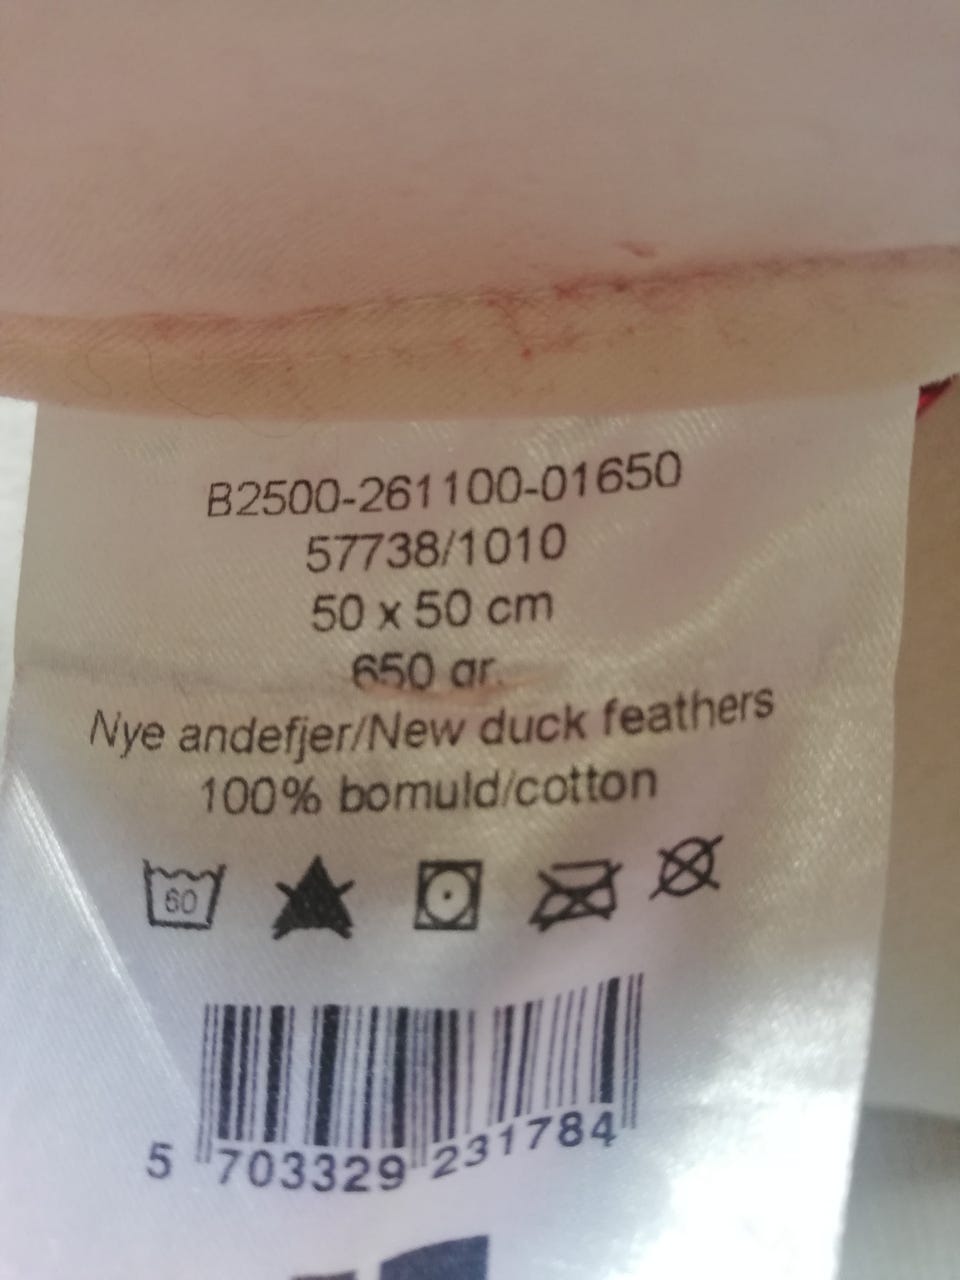 B2500-261100-01650
57738/1010
50 x 50 cm
650 gr.
Nye andefjer/New duck feathers
100% bomuld/cotton
60
5 703329 231784